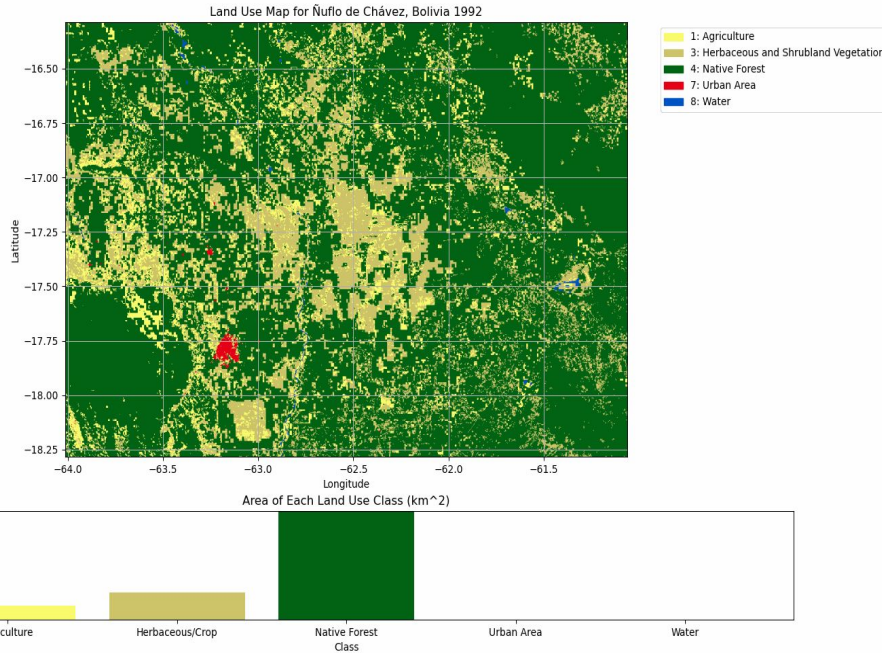 Land Use Map for Ñuflo de Chávez, Bolivia 1992
1: Agriculture
3: Herbaceous and Shrubland Vegetation
4: Native Forest
7: Urban Area
8: Water
Latitude
−16.50
−16.75
−17.00
−17.25
−17.50
−17.75
−18.00
−18.25
−64.0 −63.5 −63.0 −62.5 −62.0 −61.5
Longitude
Area of Each Land Use Class (km^2)
culture Herbaceous/Crop Native Forest Urban Area Water
Class